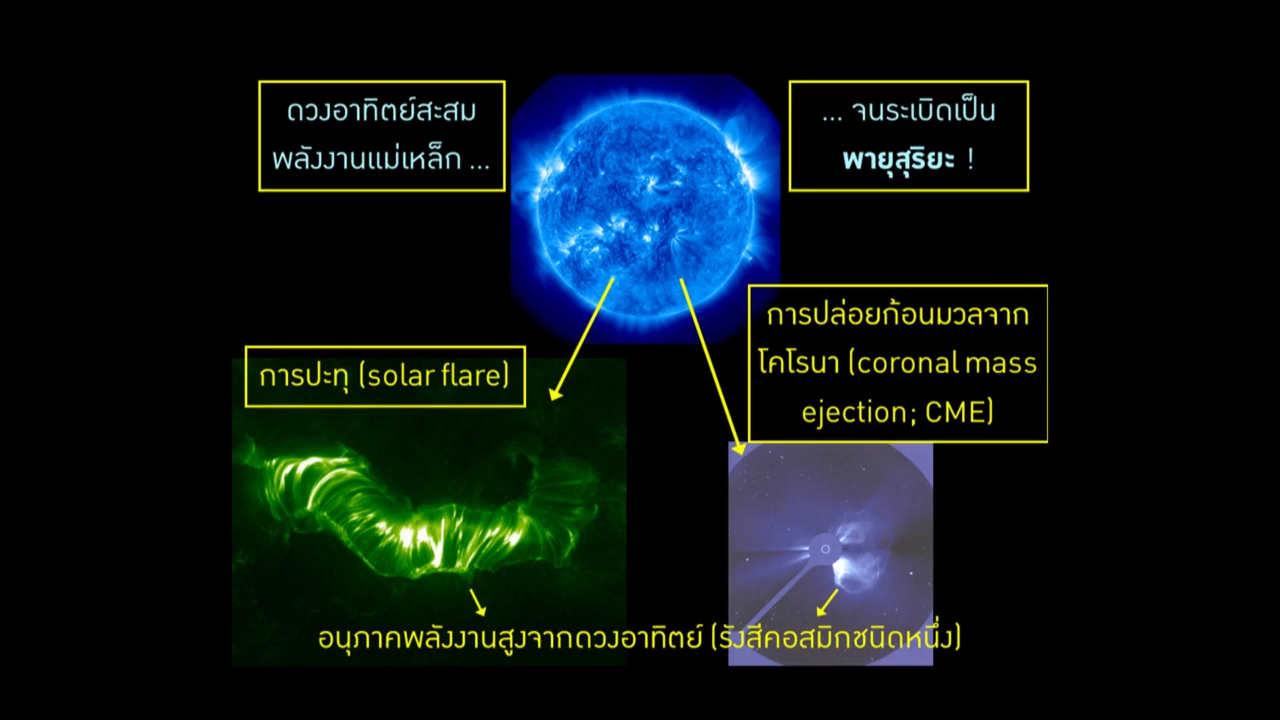 ดวงอาทิตย์สะสม
พลังงานแม่เหล็ก ...
... จนระเบิดเป็น
พายุสุริยะ !
การปล่อยก้อนมวลจาก
โคโรนา (coronal mass
ejection; CME)
การปะทุ (solar flare)
อนุภาคพลังงานสูงจากดวงอาทิตย์ (รังสีคอสมิกชนิดหนึ่ง)